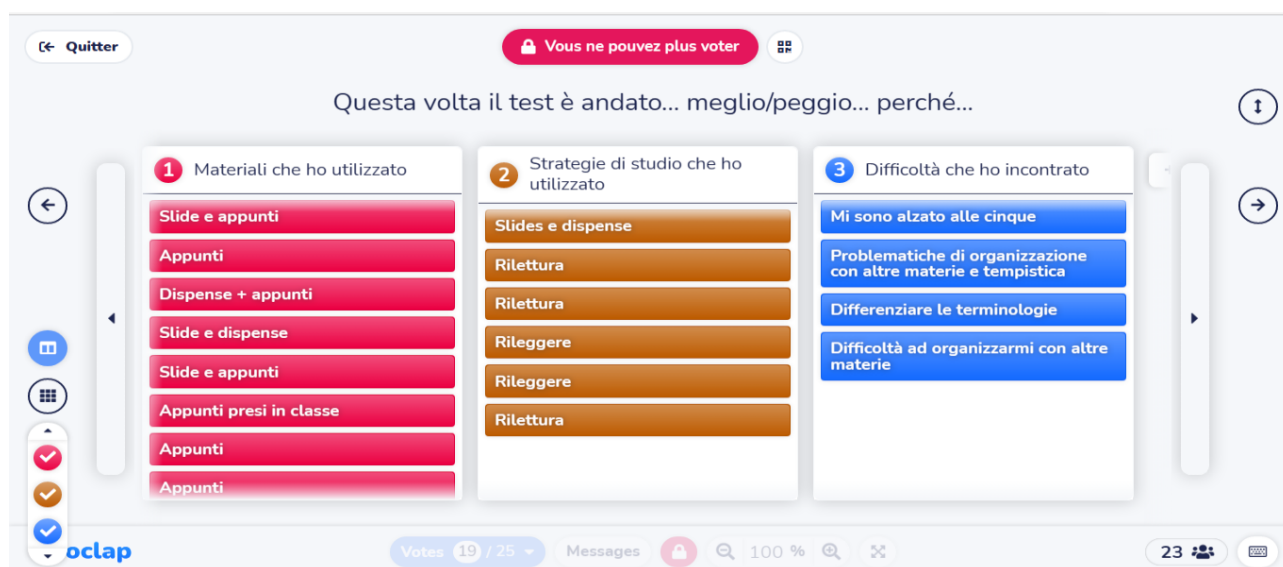 Quitter
Vous ne pouvez plus voter
Questa volta il test è andato... meglio/peggio... perché...
1 Materiali che ho utilizzato
Slide e appunti
Appunti
Dispense + appunti
Slide e dispense
Slide e appunti
Appunti presi in classe
Appunti
Appunti
2 Strategie di studio che ho
utilizzato
Slides e dispense
Rilettura
Rilettura
Rileggere
Rileggere
Rilettura
3 Difficoltà che ho incontrato
Mi sono alzato alle cinque
Problematiche di organizzazione
con altre materie e tempistica
Differenziare le terminologie
Difficoltà ad organizzarmi con altre
materie
oclap
Votes 19 / 25
Messages
100 %
23